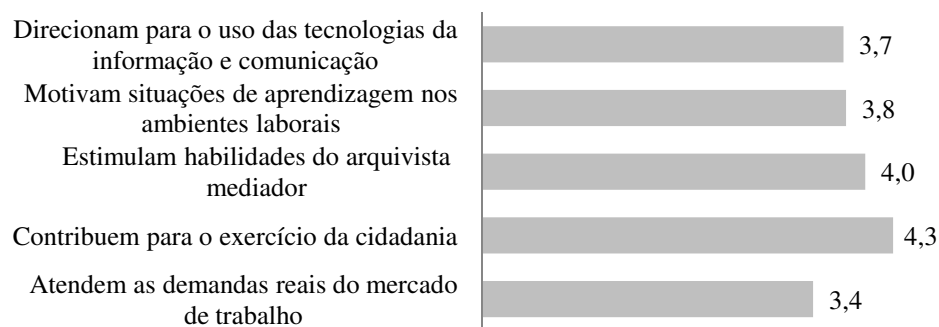 Direcionam para o uso das tecnologias da
informação e comunicação
3,7
Motivam situações de aprendizagem nos
ambientes laborais
3,8
Estimulam habilidades do arquivista
mediador
4,0
Contribuem para o exercício da cidadania
4,3
Atendem as demandas reais do mercado
de trabalho
3,4